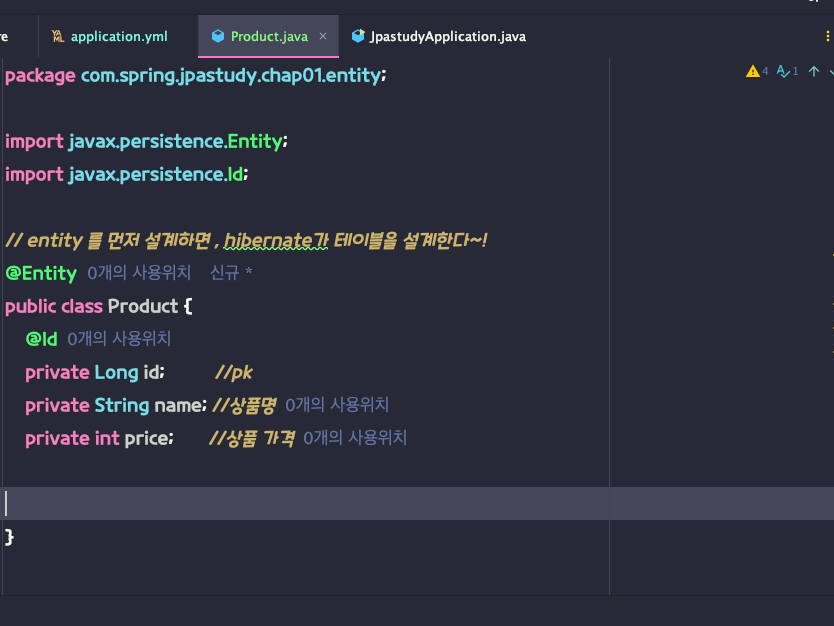 re application.yml Product.java × JpastudyApplication.java
package com.spring.jpastudy.chap01.entity; 4 1
import javax.persistence.Entity;
import javax.persistence.Id;
// entity 를 먼저 설계하면 , hibernate가 테이블을 설계한다~!
@Entity 0개의 사용위치 신규 *
public class Product {
@Id 0개의 사용위치
private Long id; //pk
private String name; //상품명 0개의 사용위치
private int price; //상품 가격 0개의 사용위치
}